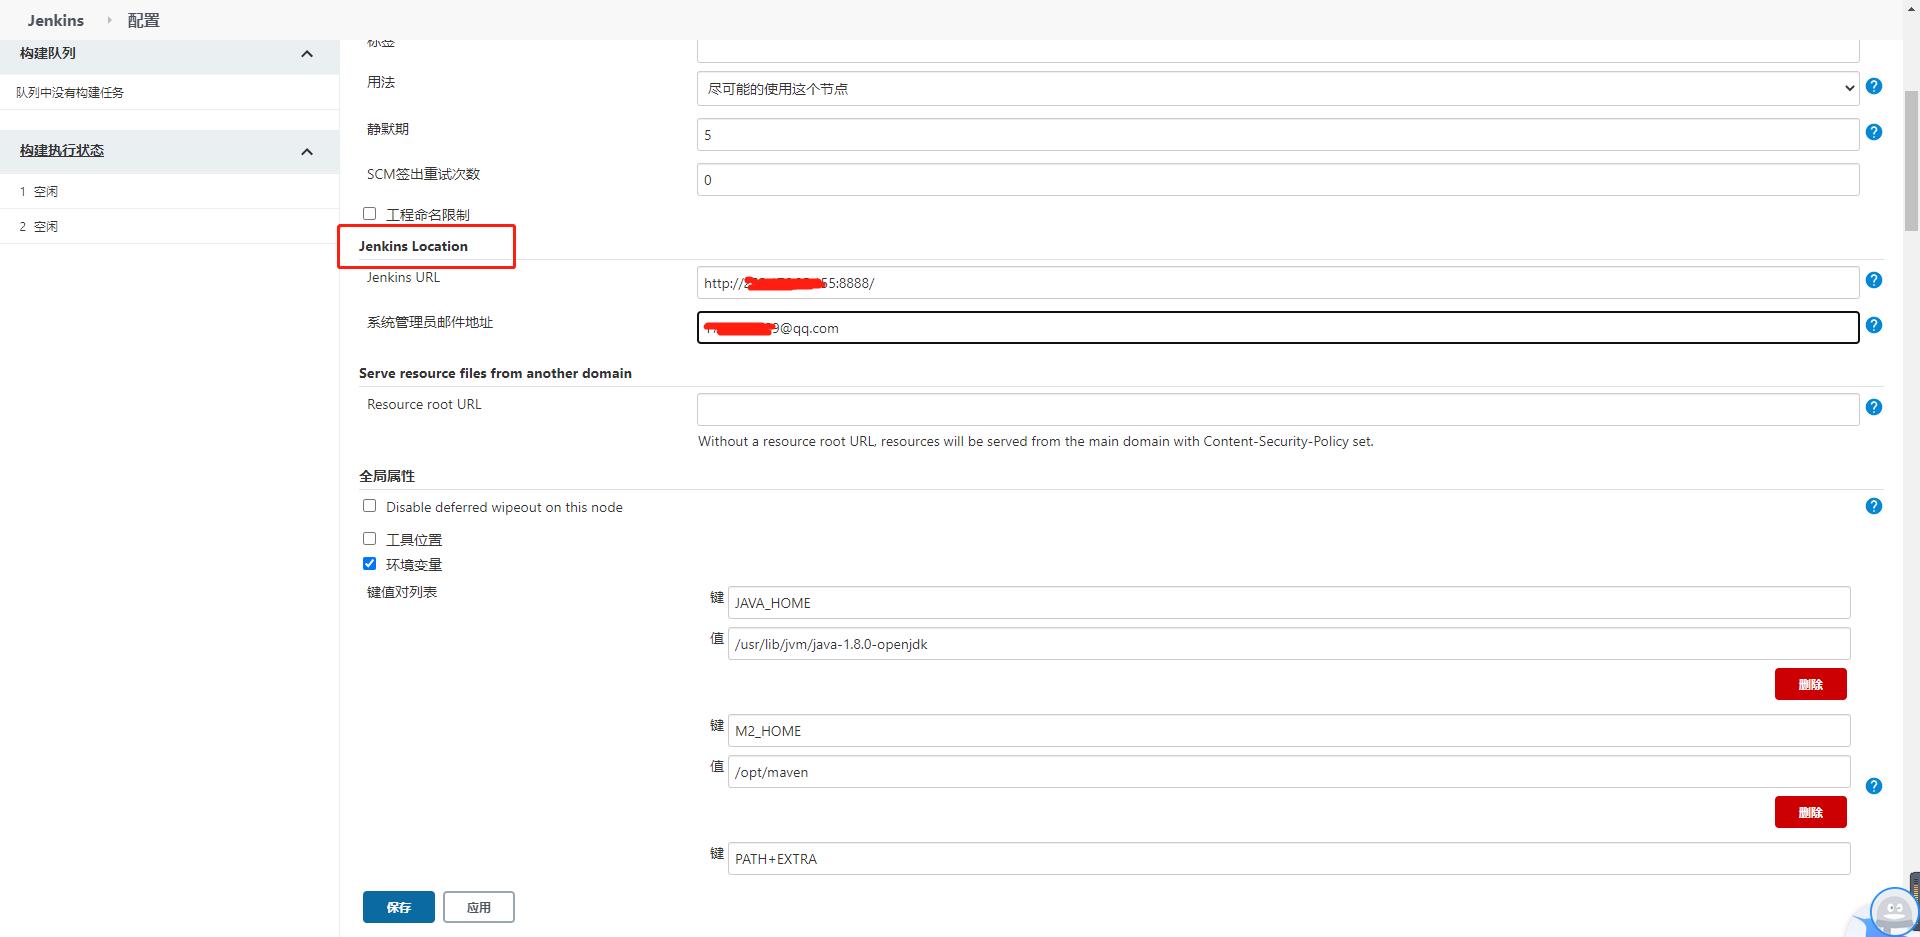 Jenkins
配置
构建队列
队列中没有构建任务
构建执行状态
1 空闲
2 空闲
标签
用法
尽可能的使用这个节点
静默期
5
SCM签出重试次数
0
工程命名限制
Jenkins Location
Jenkins URL
http:// 55:8888/
系统管理员邮件地址
9@qq.com
Serve resource files from another domain
Resource root URL
Without a resource root URL, resources will be served from the main domain with Content-Security-Policy set.
全局属性
Disable deferred wipeout on this node
工具位置
环境变量
键值对列表
键
JAVA_HOME
值
/usr/lib/jvm/java-1.8.0-openjdk
删除
键
M2_HOME
值
/opt/maven
删除
键
PATH+EXTRA
保存
应用